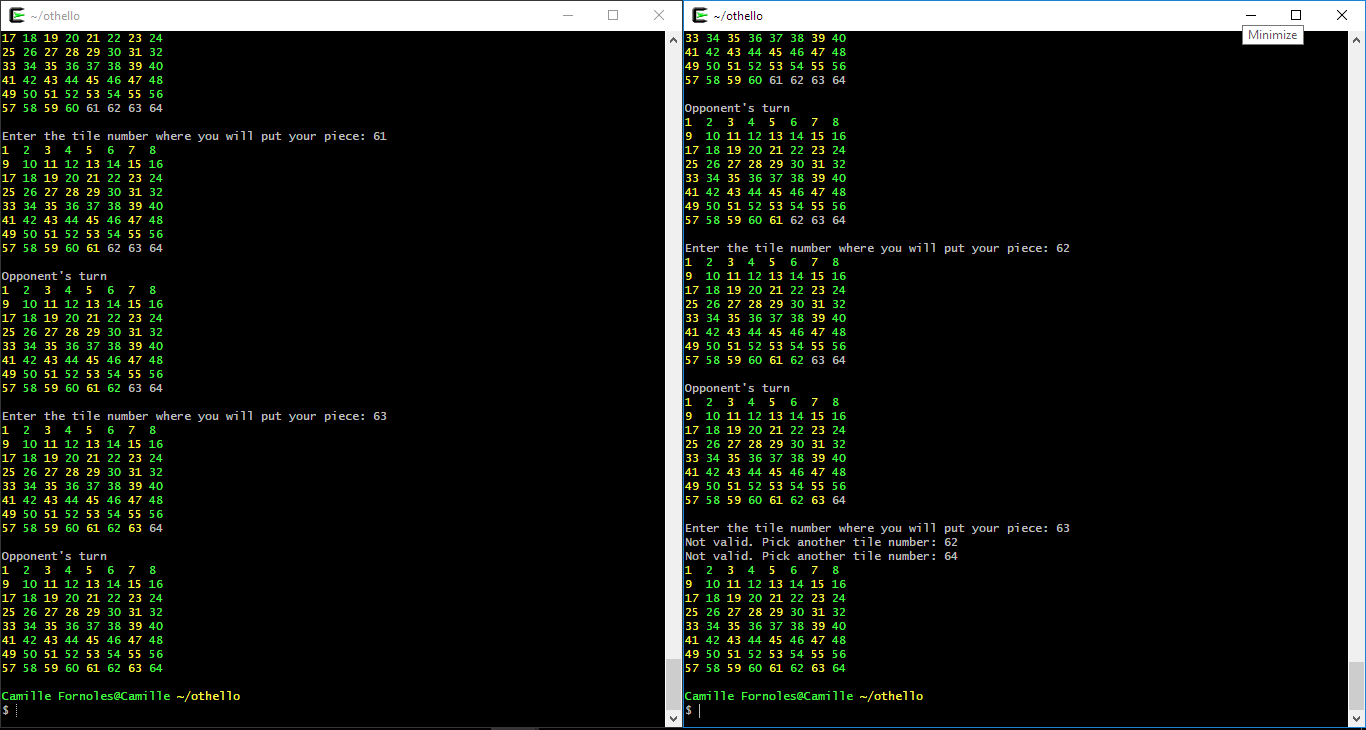 ~/othello
17 18 19 20 21 22 23 24
25 26 27 28 29 30 31 32
33 34 35 36 37 38 39 40
41 42 43 44 45 46 47 48
49 50 51 52 53 54 55 56
57 58 59 60 61 62 63 64
Enter the tile number where you will put your piece: 61
1 2 3 4 5 6 7 8
9 10 11 12 13 14 15 16
17 18 19 20 21 22 23 24
25 26 27 28 29 30 31 32
33 34 35 36 37 38 39 40
41 42 43 44 45 46 47 48
49 50 51 52 53 54 55 56
57 58 59 60 61 62 63 64
Opponent's turn
1 2 3 4 5 6 7 8
9 10 11 12 13 14 15 16
17 18 19 20 21 22 23 24
25 26 27 28 29 30 31 32
33 34 35 36 37 38 39 40
41 42 43 44 45 46 47 48
49 50 51 52 53 54 55 56
57 58 59 60 61 62 63 64
Enter the tile number where you will put your piece: 63
1 2 3 4 5 6 7 8
9 10 11 12 13 14 15 16
17 18 19 20 21 22 23 24
25 26 27 28 29 30 31 32
33 34 35 36 37 38 39 40
41 42 43 44 45 46 47 48
49 50 51 52 53 54 55 56
57 58 59 60 61 62 63 64
Opponent's turn
1 2 3 4 5 6 7 8
9 10 11 12 13 14 15 16
17 18 19 20 21 22 23 24
25 26 27 28 29 30 31 32
33 34 35 36 37 38 39 40
41 42 43 44 45 46 47 48
49 50 51 52 53 54 55 56
57 58 59 60 61 62 63 64
Camille Fornoles@Camille ~/othello
$
~/othello
Minimize
33 34 35 36 37 38 39 40
41 42 43 44 45 46 47 48
49 50 51 52 53 54 55 56
57 58 59 60 61 62 63 64
Opponent's turn
1 2 3 4 5 6 7 8
9 10 11 12 13 14 15 16
17 18 19 20 21 22 23 24
25 26 27 28 29 30 31 32
33 34 35 36 37 38 39 40
41 42 43 44 45 46 47 48
49 50 51 52 53 54 55 56
57 58 59 60 61 62 63 64
Enter the tile number where you will put your piece: 62
1 2 3 4 5 6 7 8
9 10 11 12 13 14 15 16
17 18 19 20 21 22 23 24
25 26 27 28 29 30 31 32
33 34 35 36 37 38 39 40
41 42 43 44 45 46 47 48
49 50 51 52 53 54 55 56
57 58 59 60 61 62 63 64
Opponent's turn
1 2 3 4 5 6 7 8
9 10 11 12 13 14 15 16
17 18 19 20 21 22 23 24
25 26 27 28 29 30 31 32
33 34 35 36 37 38 39 40
41 42 43 44 45 46 47 48
49 50 51 52 53 54 55 56
57 58 59 60 61 62 63 64
Enter the tile number where you will put your piece: 63
Not valid. Pick another tile number: 62
Not valid. Pick another tile number: 64
1 2 3 4 5 6 7 8
9 10 11 12 13 14 15 16
17 18 19 20 21 22 23 24
25 26 27 28 29 30 31 32
33 34 35 36 37 38 39 40
41 42 43 44 45 46 47 48
49 50 51 52 53 54 55 56
57 58 59 60 61 62 63 64
Camille Fornoles@Camille ~/othello
$